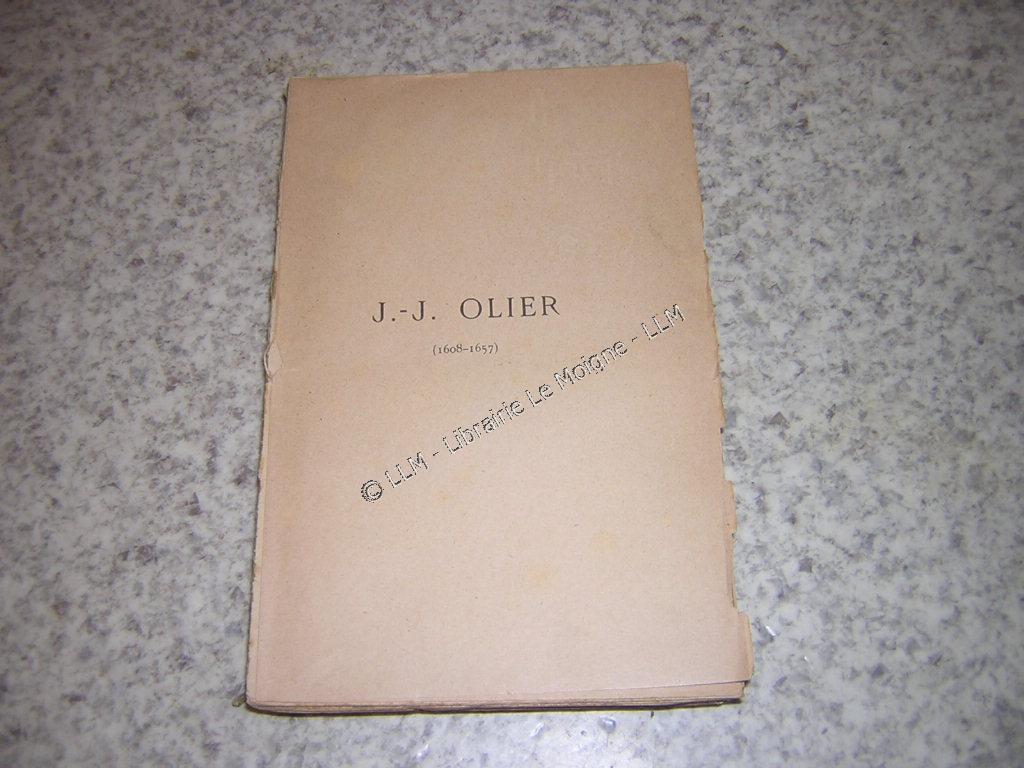 J.-J. OLIER
(1608-1657)
© LLM - Librairie Le Moigne - LLM